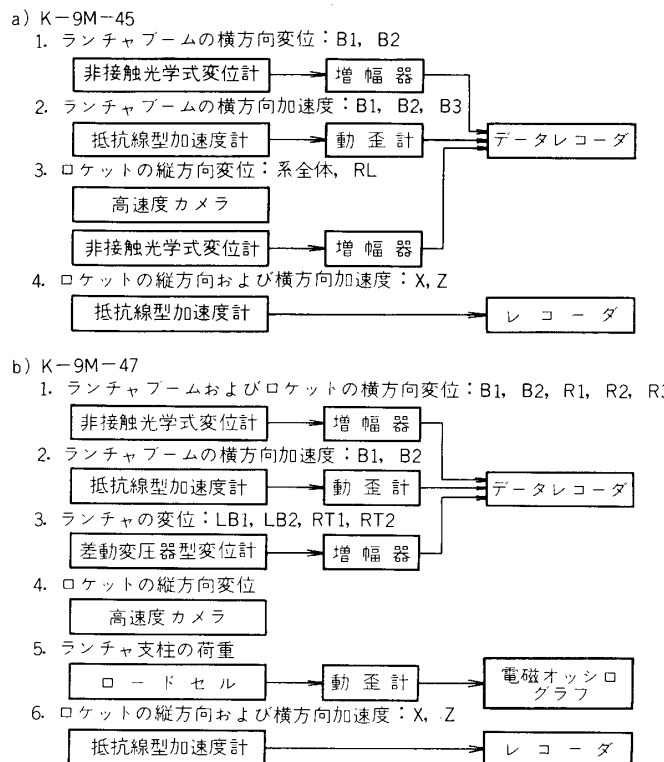 a) K-9M-45
1. ランチャブームの横方向変位：B1, B2
非接触光学式変位計 増幅器
2. ランチャブームの横方向加速度：B1, B2, B3
抵抗線型加速度計 動歪計 データレコーダ
3. ロケットの縦方向変位：系全体, RL
高速度カメラ
非接触光学式変位計 増幅器
4. ロケットの縦方向および横方向加速度：X, Z
抵抗線型加速度計 レコーダ
b) K-9M-47
1. ランチャブームおよびロケットの横方向変位：B1, B2, R1, R2, R3
非接触光学式変位計 増幅器
2. ランチャブームの横方向加速度：B1, B2
抵抗線型加速度計 動歪計 データレコーダ
3. ランチャの変位：LB1, LB2, RT1, RT2
差動変圧器型変位計 増幅器
4. ロケットの縦方向変位
高速度カメラ
5. ランチャ支柱の荷重
ロードセル 動歪計 電磁オッシロ
グラフ
6. ロケットの縦方向および横方向加速度：X, Z
抵抗線型加速度計 レコーダ